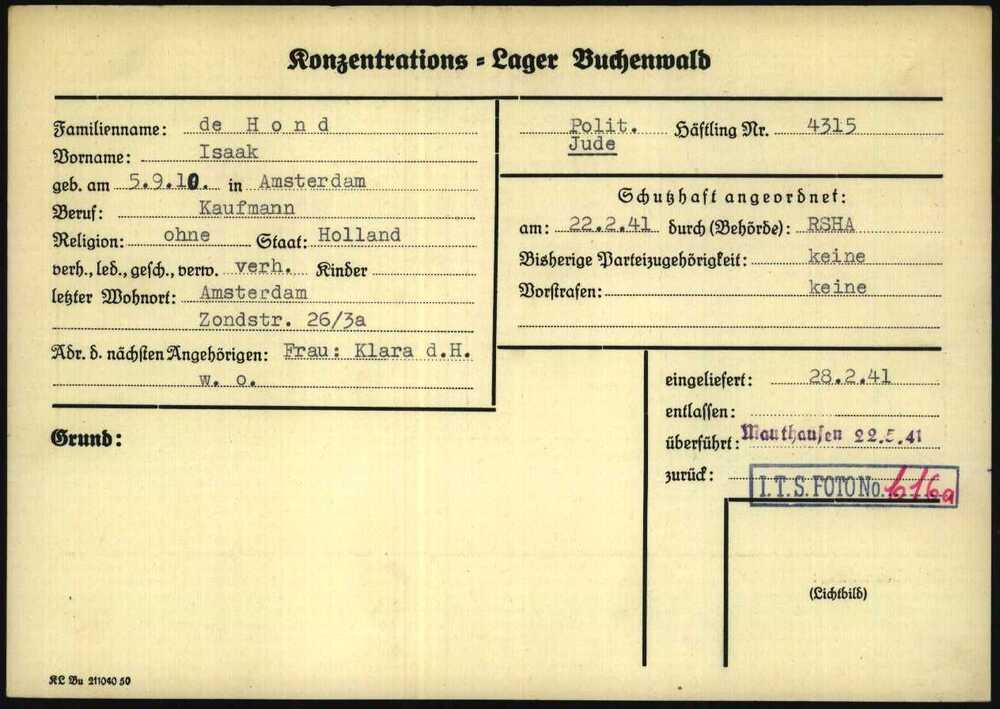 Konzentrations-Lager Buchenwald
Familienname: de Hond
Vorname: Isaak
geb. am 5.9.10. in Amsterdam
Beruf: Kaufmann
Religion: ohne Staat: Holland
verh., led., gesch., verw. verh. Kinder
letzter Wohnort: Amsterdam
Zondstr. 26/3a
Adr. d. nächsten Angehörigen: Frau: Klara d.H.
w. o.
Polit. Häftling Nr. 4315
Jude
Schutzhaft angeordnet:
am: 22.2.41 durch (Behörde): RSHA
Bisherige Parteizugehörigkeit: keine
Vorstrafen: keine
Grund:
eingeliefert: 28.2.41
entlassen:
überführt: Mauthausen 22.5.41
zurück:
I.T.S. FOTO No. 616a
(Lichtbild)
KL Bu 211040 50